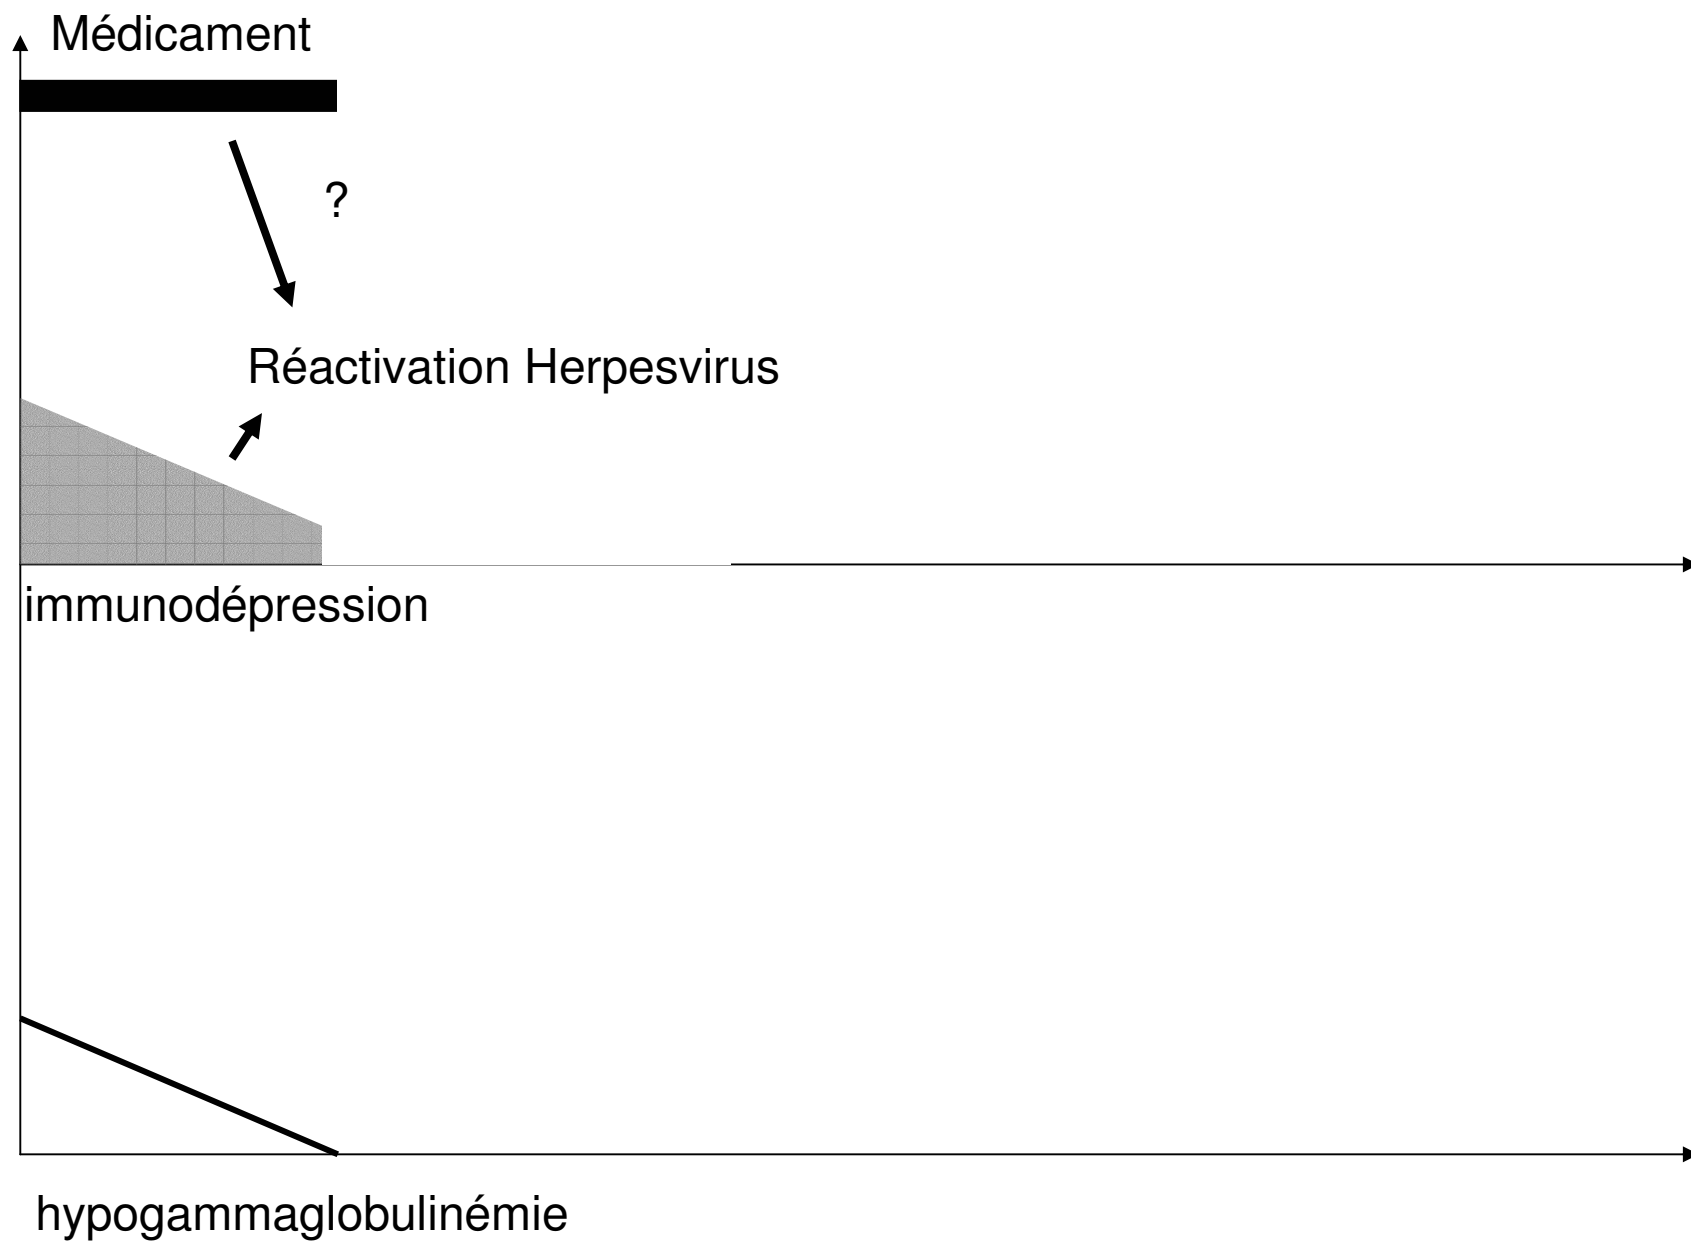 Médicament
?
Réactivation Herpesvirus
immunodépression
hypogammaglobulinémie